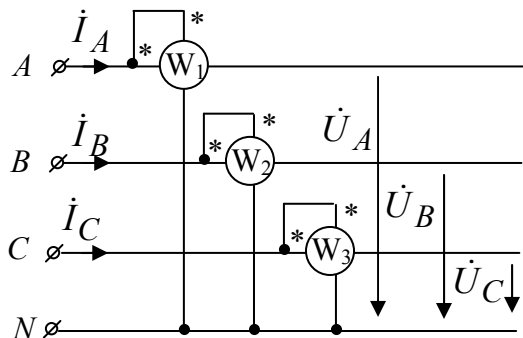 İ_A * *
A W₁
U̇_A
İ_B * *
B W₂
U̇_B
İ_C * *
C W₃
U̇_C
N